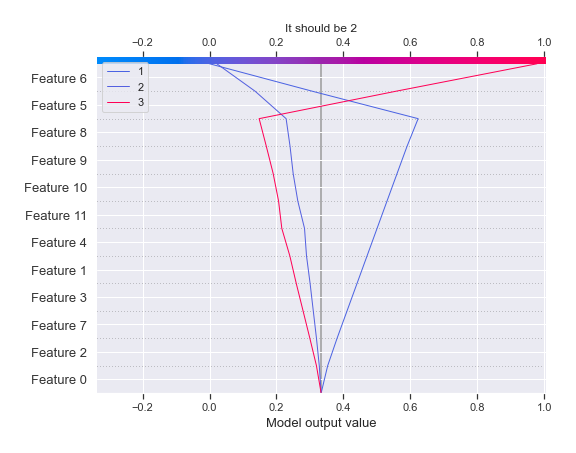 It should be 2
−0.2 0.0 0.2 0.4 0.6 0.8 1.0
1
2
3
Feature 6
Feature 5
Feature 8
Feature 9
Feature 10
Feature 11
Feature 4
Feature 1
Feature 3
Feature 7
Feature 2
Feature 0
−0.2 0.0 0.2 0.4 0.6 0.8 1.0
Model output value